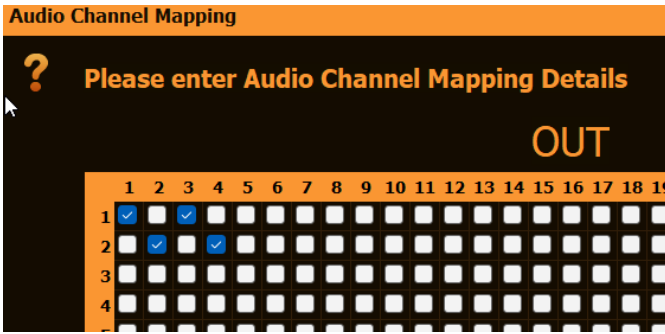 Audio Channel Mapping
?
Please enter Audio Channel Mapping Details
OUT
1 2 3 4 5 6 7 8 9 10 11 12 13 14 15 16 17 18
1
2
3
4